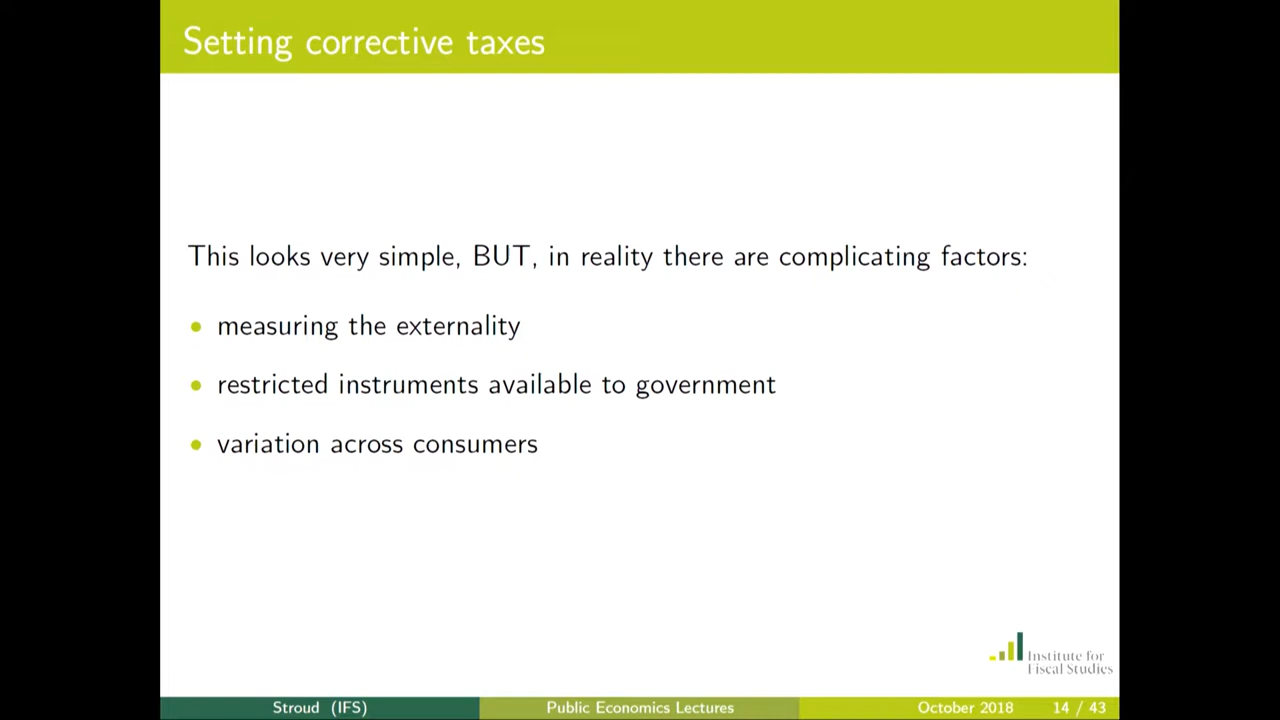 Setting corrective taxes
This looks very simple, BUT, in reality there are complicating factors:
measuring the externality
restricted instruments available to government
variation across consumers
Institute for
Fiscal Studies
Stroud (IFS) Public Economics Lectures October 2018 14 / 43